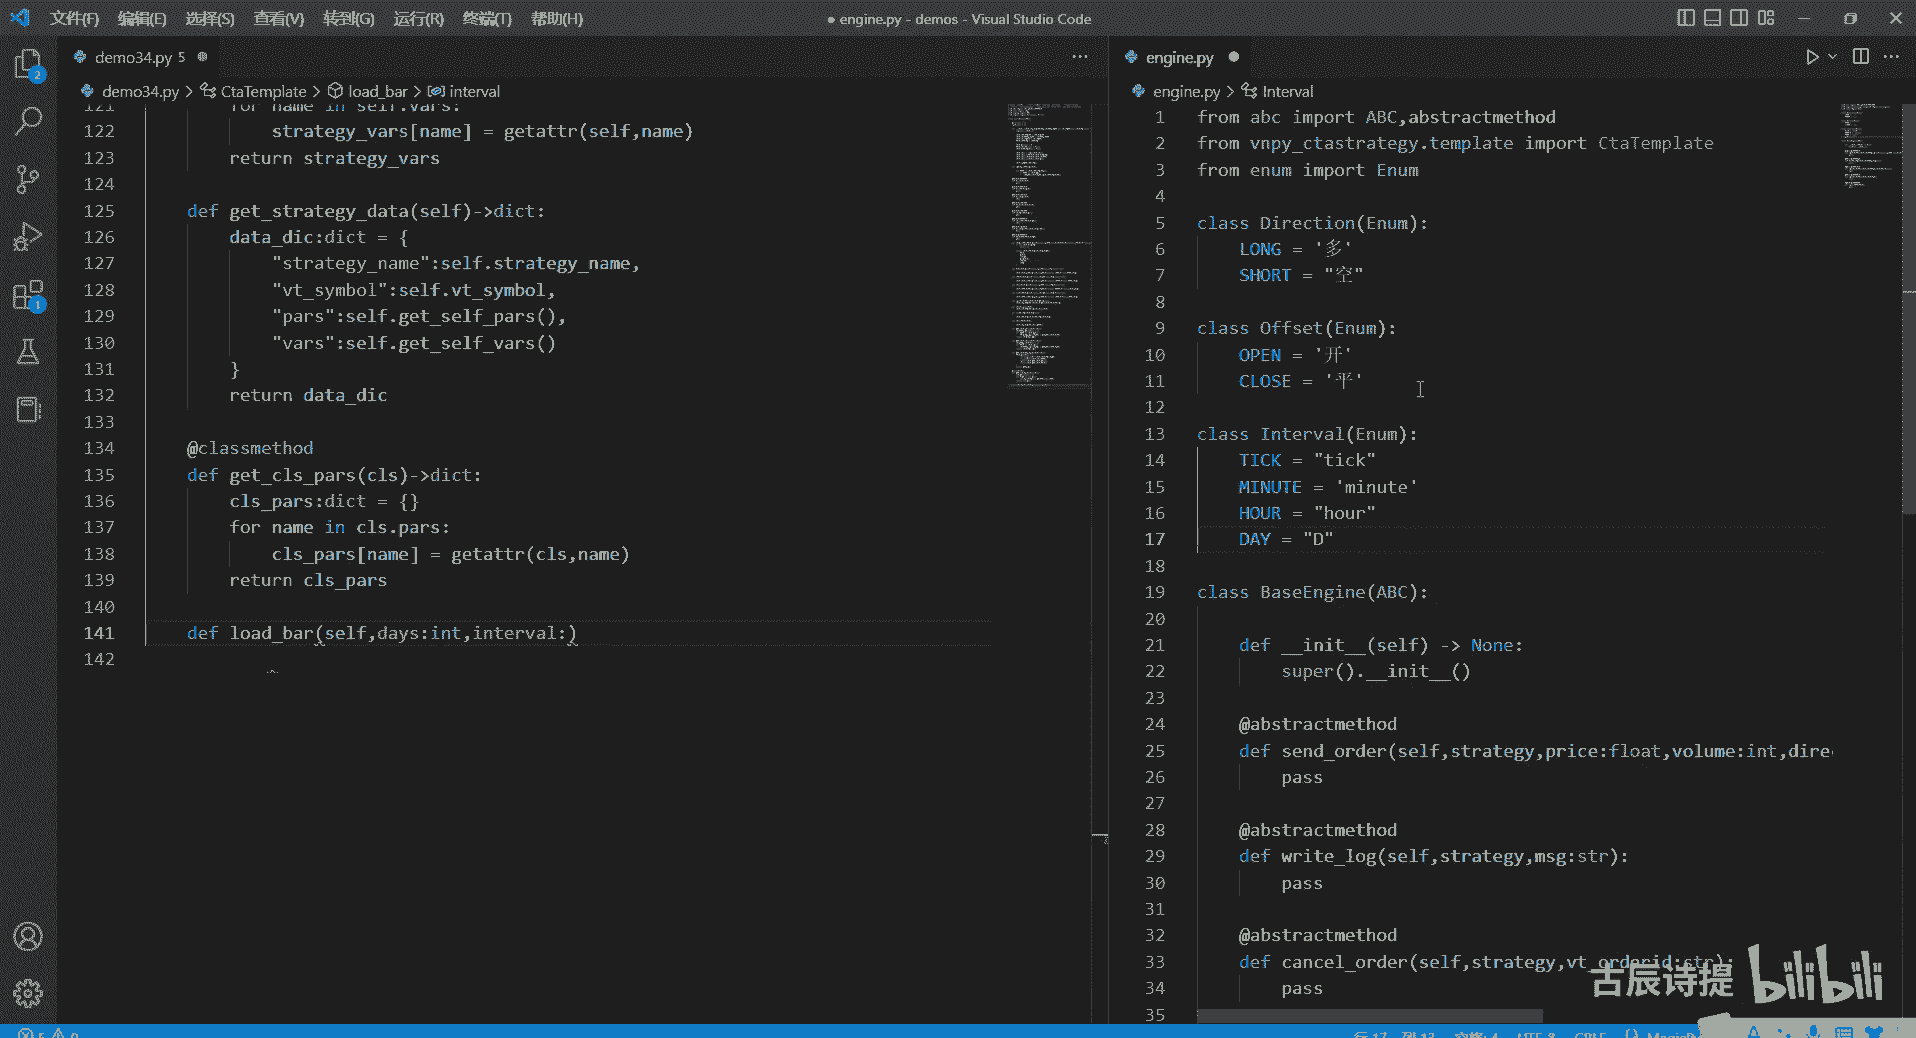 文件(F) 编辑(E) 选择(S) 查看(V) 转到(G) 运行(R) 终端(T) 帮助(H)
● engine.py - demos - Visual Studio Code
demo34.py 5
demo34.py > CtaTemplate > load_bar > interval
121 for name in self.vars:
122 strategy_vars[name] = getattr(self,name)
123 return strategy_vars
124
125 def get_strategy_data(self)->dict:
126 data_dic:dict = {
127 "strategy_name":self.strategy_name,
128 "vt_symbol":self.vt_symbol,
129 "pars":self.get_self_pars(),
130 "vars":self.get_self_vars()
131 }
132 return data_dic
133
134 @classmethod
135 def get_cls_pars(cls)->dict:
136 cls_pars:dict = {}
137 for name in cls.pars:
138 cls_pars[name] = getattr(cls,name)
139 return cls_pars
140
141 def load_bar(self,days:int,interval:)
142
engine.py
engine.py > Interval
1 from abc import ABC,abstractmethod
2 from vnpy_ctastrategy.template import CtaTemplate
3 from enum import Enum
4
5 class Direction(Enum):
6 LONG = '多'
7 SHORT = "空"
8
9 class Offset(Enum):
10 OPEN = '开'
11 CLOSE = '平'
12
13 class Interval(Enum):
14 TICK = "tick"
15 MINUTE = 'minute'
16 HOUR = "hour"
17 DAY = "D"
18
19 class BaseEngine(ABC):
20
21 def __init__(self) -> None:
22 super().__init__()
23
24 @abstractmethod
25 def send_order(self,strategy,price:float,volume:int,dire
26 pass
27
28 @abstractmethod
29 def write_log(self,strategy,msg:str):
30 pass
31
32 @abstractmethod
33 def cancel_order(self,strategy,vt_orderid:str):
34 pass
35
2
1
古辰诗提 bilibili